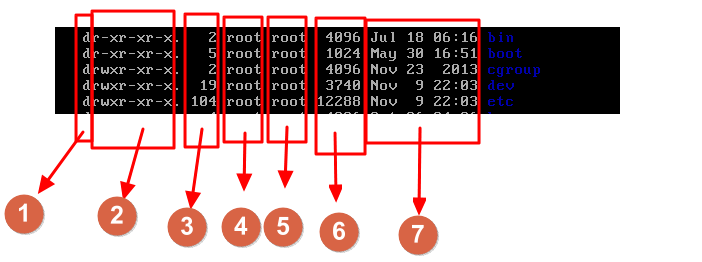 dr-xr-xr-x. 2 root root 4096 Jul 18 06:16 bin
dr-xr-xr-x. 5 root root 1024 May 30 16:51 boot
drwxr-xr-x. 2 root root 4096 Nov 23 2013 cgroup
drwxr-xr-x. 19 root root 3740 Nov 9 22:03 dev
drwxr-xr-x. 104 root root 12288 Nov 9 22:03 etc
1 2 3 4 5 6 7